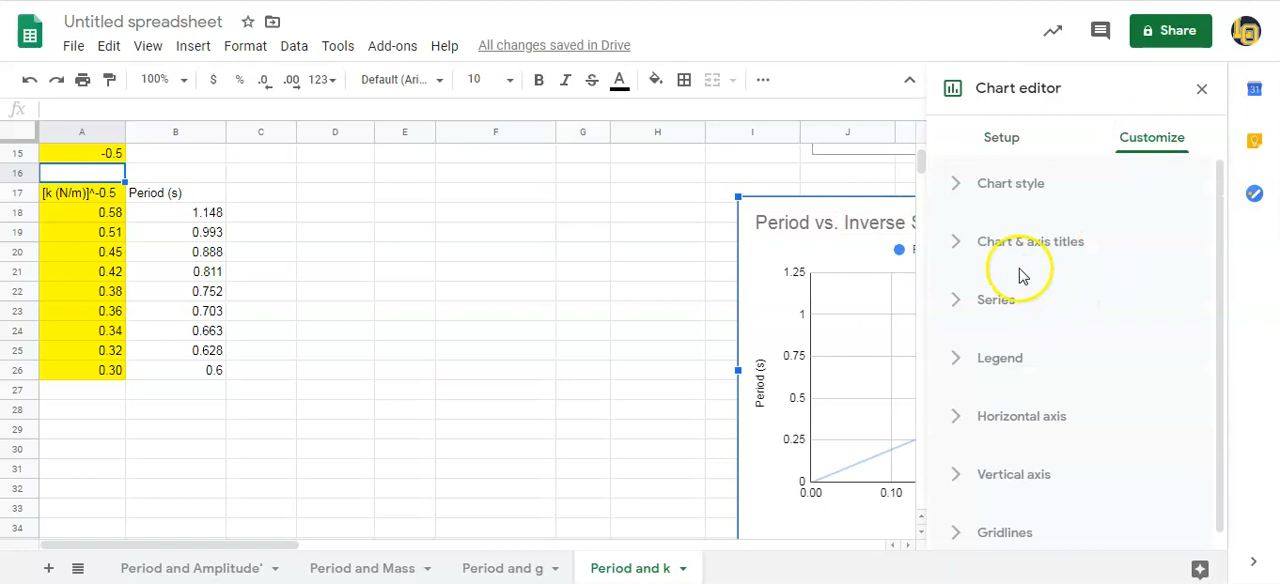 Untitled spreadsheet
File Edit View Insert Format Data Tools Add-ons Help All changes saved in Drive
Share
100% $ % .0 .00 123 Default (Ari... 10 B I S A
fx
Chart editor
Setup Customize
A B C D E F G H I J
15 -0.5
16
17 [k (N/m)]^-0.5 Period (s)
18 0.58 1.148
19 0.51 0.993
20 0.45 0.888
21 0.42 0.811
22 0.38 0.752
23 0.36 0.703
24 0.34 0.663
25 0.32 0.628
26 0.30 0.6
27
28
29
30
31
32
33
34
Period vs. Inverse S
1.25
1
0.75
0.5
0.25
0
0.00 0.10
Period (s)
Chart style
Chart & axis titles
Series
Legend
Horizontal axis
Vertical axis
Gridlines
31
Period and Amplitude' Period and Mass Period and g Period and k